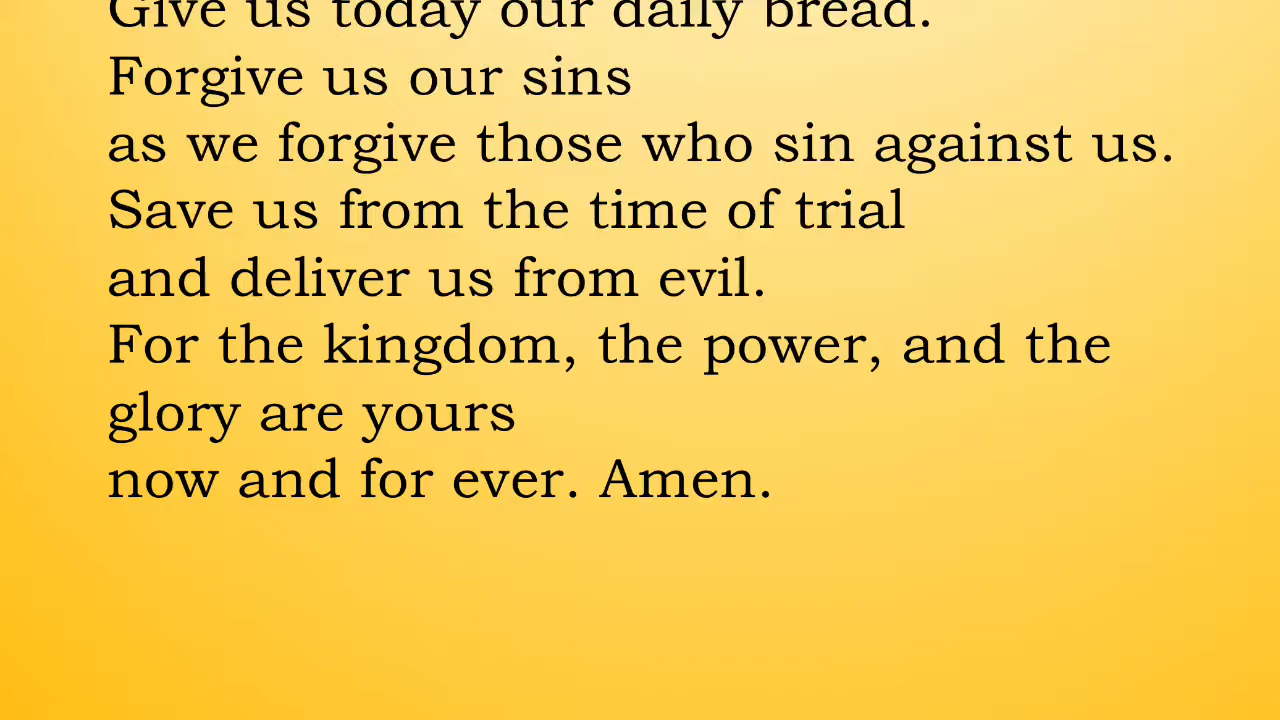 Give us today our daily bread.
Forgive us our sins
as we forgive those who sin against us.
Save us from the time of trial
and deliver us from evil.
For the kingdom, the power, and the
glory are yours
now and for ever. Amen.